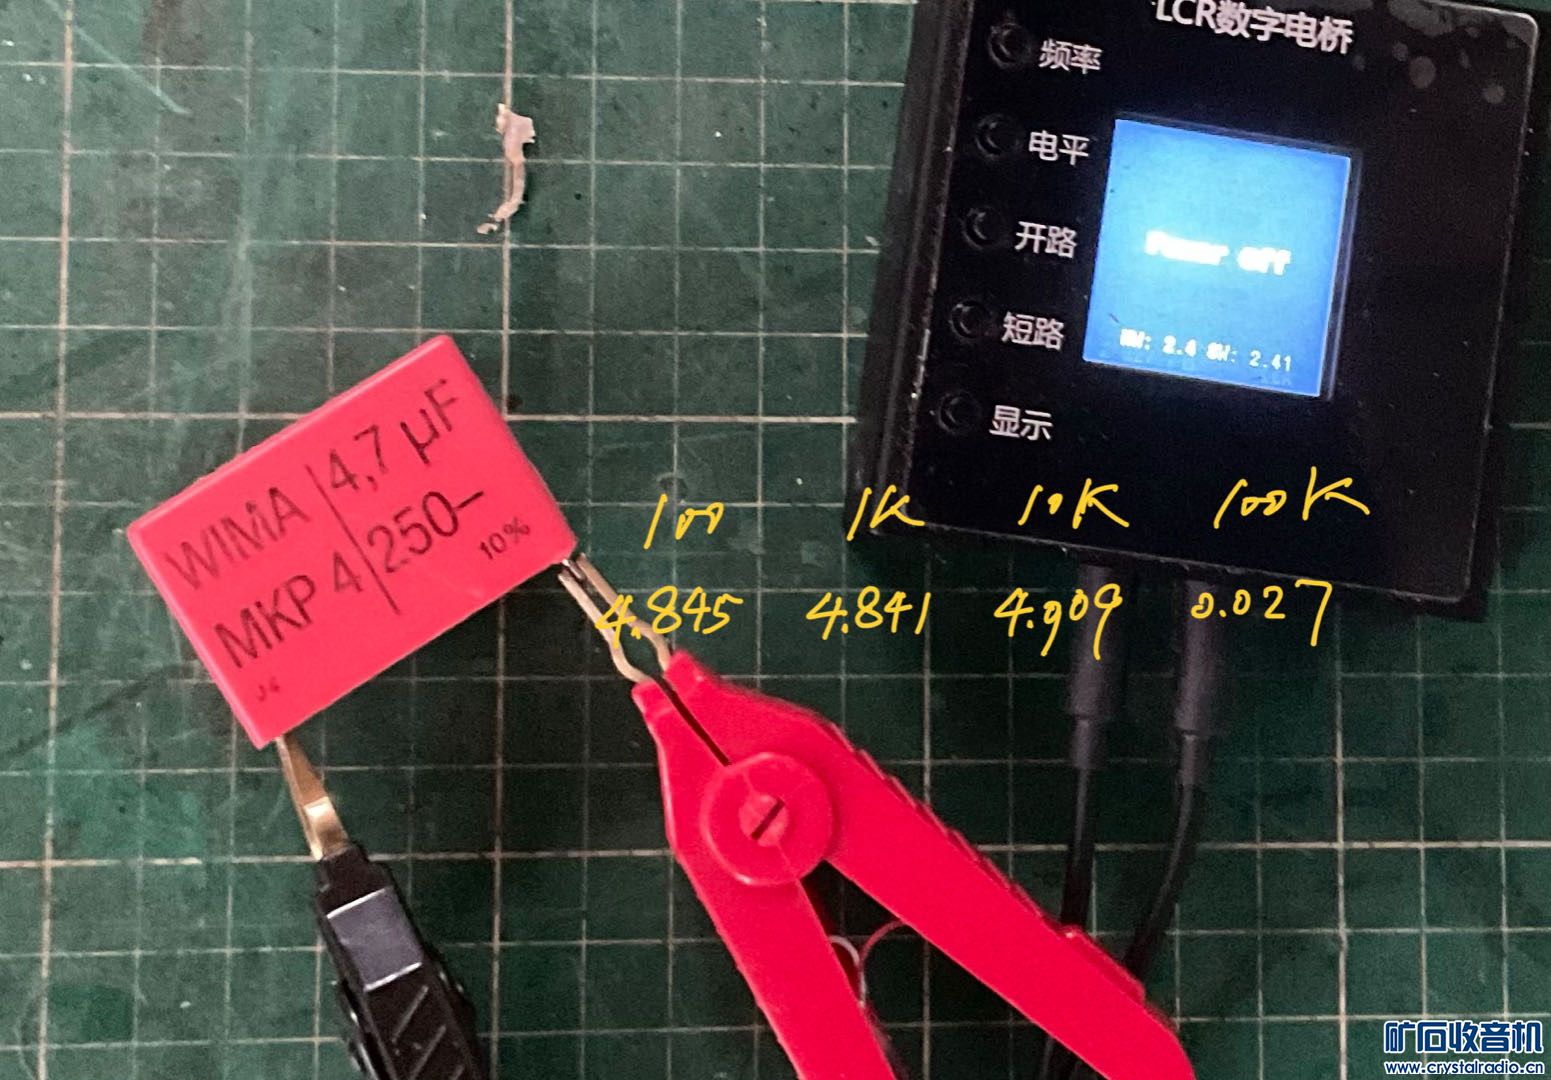 LCR数字电桥
频率
电平
开路
短路
显示
Power Off
HW: 2.4 SW: 2.41
WIMA 4,7 µF
MKP 4 250–
10%
J4
100 1K 10K 100K
4.845 4.841 4.909 0.027
矿石收音机
www.crystalradio.cn